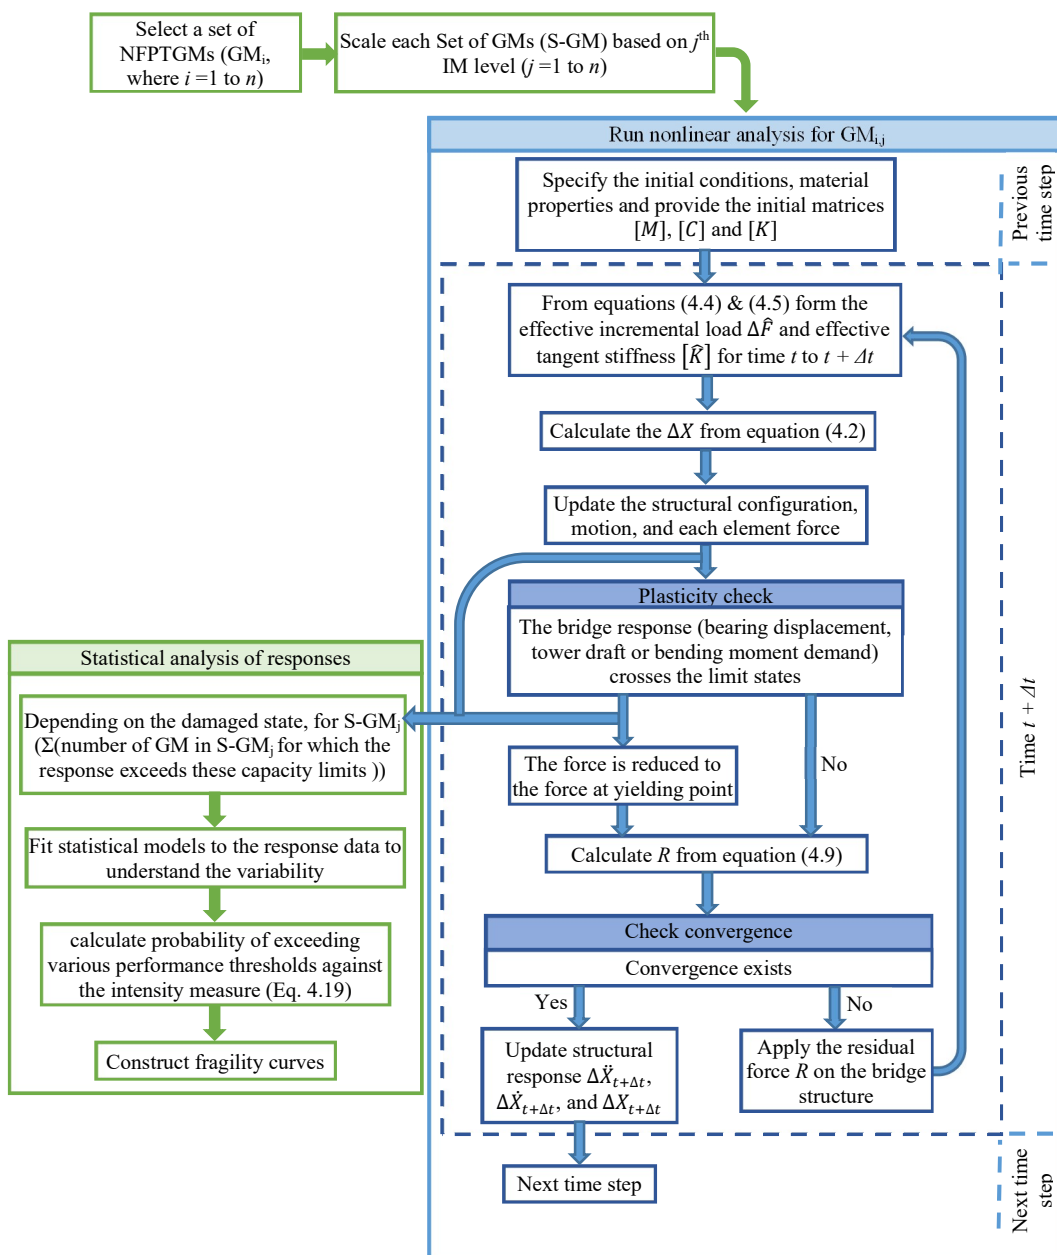 Select a set of
NFPTGMs (GMᵢ,
where i =1 to n)
Scale each Set of GMs (S-GM) based on jᵗʰ
IM level (j =1 to n)
Run nonlinear analysis for GMᵢ,ⱼ
Specify the initial conditions, material
properties and provide the initial matrices
[M], [C] and [K]
Previous
time step
From equations (4.4) & (4.5) form the
effective incremental load ΔF̂ and effective
tangent stiffness [K̂] for time t to t + Δt
Calculate the ΔX from equation (4.2)
Update the structural configuration,
motion, and each element force
Plasticity check
The bridge response (bearing displacement,
tower draft or bending moment demand)
crosses the limit states
The force is reduced to
the force at yielding point
No
Calculate R from equation (4.9)
Check convergence
Convergence exists
Yes
No
Update structural
response ΔẌₜ₊Δₜ,
ΔẊₜ₊Δₜ, and ΔXₜ₊Δₜ
Apply the residual
force R on the bridge
structure
Time t + Δt
Next time step
Next time
step
Statistical analysis of responses
Depending on the damaged state, for S-GMⱼ
(Σ(number of GM in S-GMⱼ for which the
response exceeds these capacity limits ))
Fit statistical models to the response data to
understand the variability
calculate probability of exceeding
various performance thresholds against
the intensity measure (Eq. 4.19)
Construct fragility curves